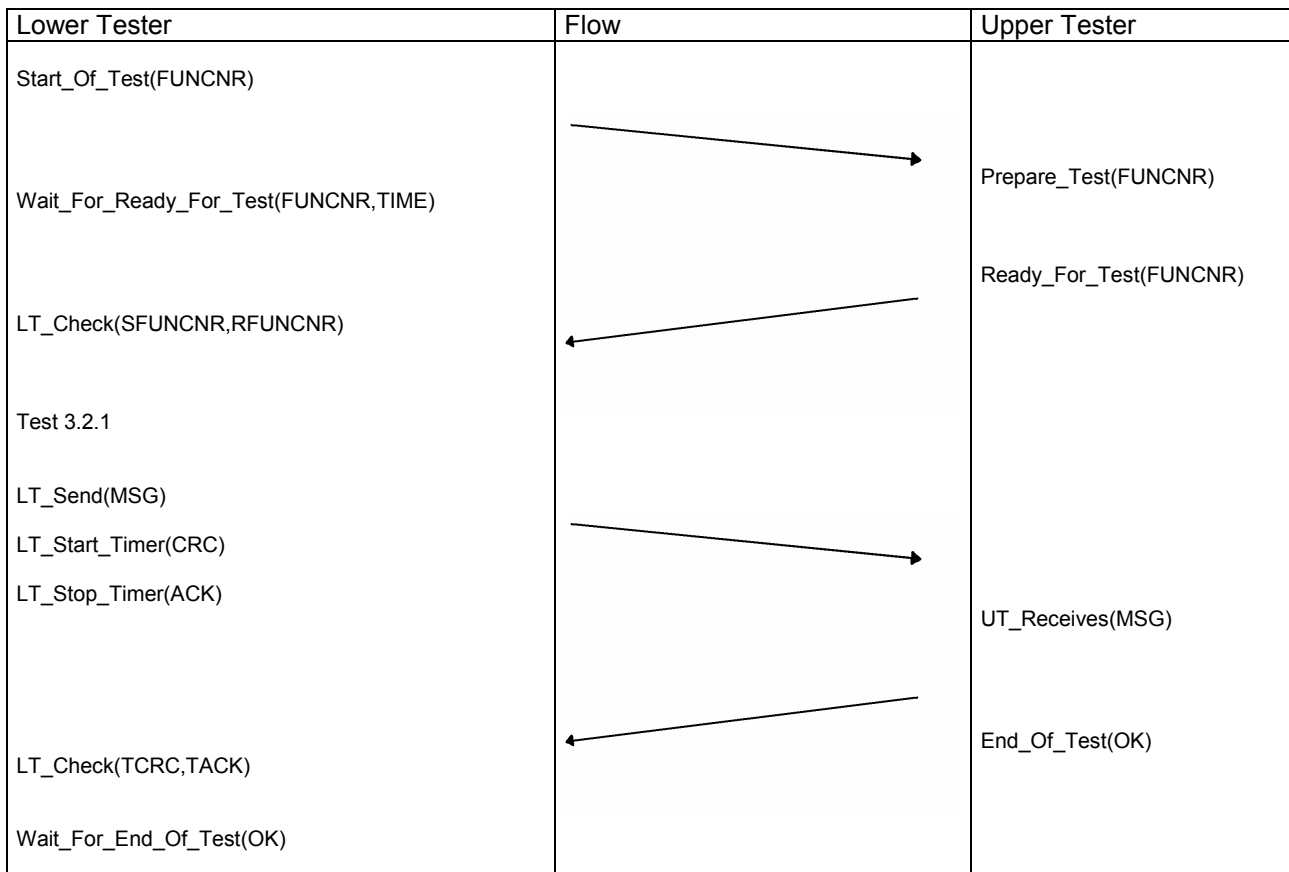 Lower Tester
Flow
Upper Tester
Start_Of_Test(FUNCNR)
Prepare_Test(FUNCNR)
Wait_For_Ready_For_Test(FUNCNR,TIME)
Ready_For_Test(FUNCNR)
LT_Check(SFUNCNR,RFUNCNR)
Test 3.2.1
LT_Send(MSG)
LT_Start_Timer(CRC)
LT_Stop_Timer(ACK)
UT_Receives(MSG)
End_Of_Test(OK)
LT_Check(TCRC,TACK)
Wait_For_End_Of_Test(OK)